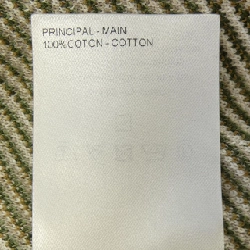 PRINCIPAL - MAIN
100% COTON - COTTON